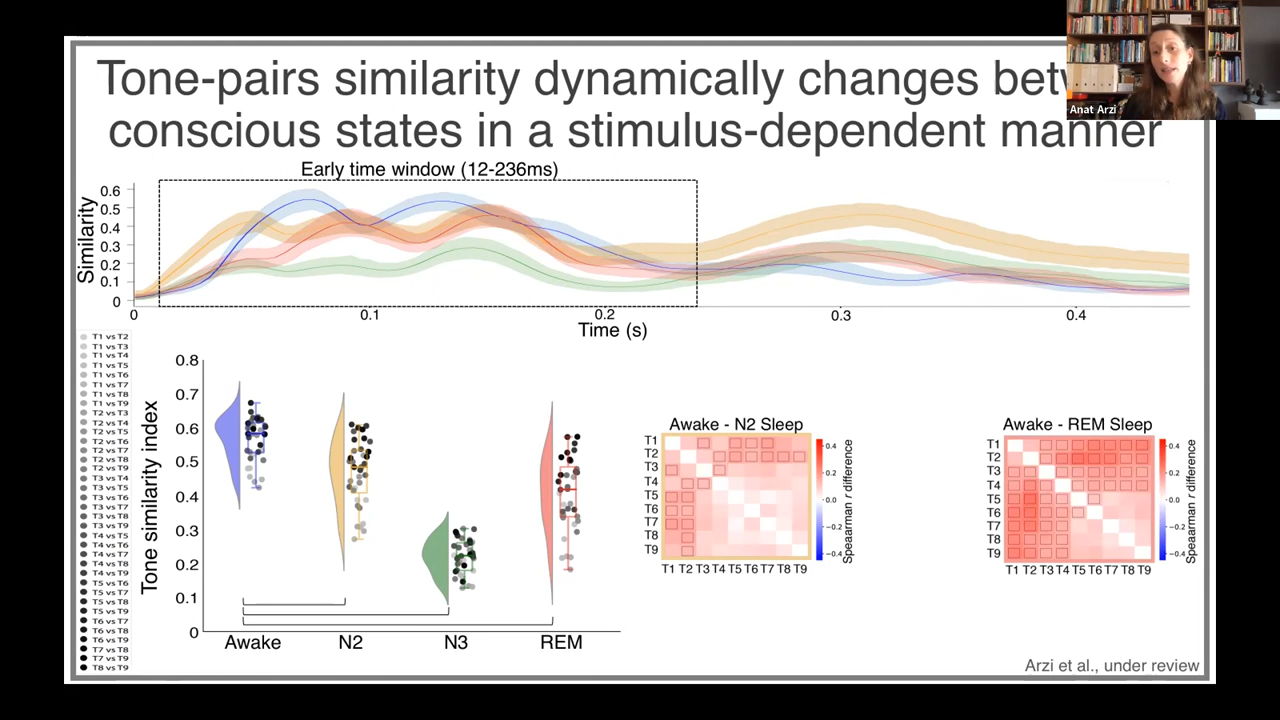 Tone-pairs similarity dynamically changes betw
conscious states in a stimulus-dependent manner
Anat Arzi
Early time window (12-236ms)
Similarity
0.6
0.5
0.4
0.3
0.2
0.1
0
0 0.1 0.2 0.3 0.4
Time (s)
T1 vs T2
T1 vs T3
T1 vs T4
T1 vs T5
T1 vs T6
T1 vs T7
T1 vs T8
T1 vs T9
T2 vs T3
T2 vs T4
T2 vs T5
T2 vs T6
T2 vs T7
T2 vs T8
T2 vs T9
T3 vs T4
T3 vs T5
T3 vs T6
T3 vs T7
T3 vs T8
T3 vs T9
T4 vs T5
T4 vs T6
T4 vs T7
T4 vs T8
T4 vs T9
T5 vs T6
T5 vs T7
T5 vs T8
T5 vs T9
T6 vs T7
T6 vs T8
T6 vs T9
T7 vs T8
T7 vs T9
T8 vs T9
Tone similarity index
0.8
0.7
0.6
0.5
0.4
0.3
0.2
0.1
0
Awake N2 N3 REM
Awake - N2 Sleep
T1
T2
T3
T4
T5
T6
T7
T8
T9
T1 T2 T3 T4 T5 T6 T7 T8 T9
0.4
0.2
0.0
-0.2
-0.4
Speaarman r difference
Awake - REM Sleep
T1
T2
T3
T4
T5
T6
T7
T8
T9
T1 T2 T3 T4 T5 T6 T7 T8 T9
0.4
0.2
0.0
-0.2
-0.4
Speaarman r difference
Arzi et al., under review